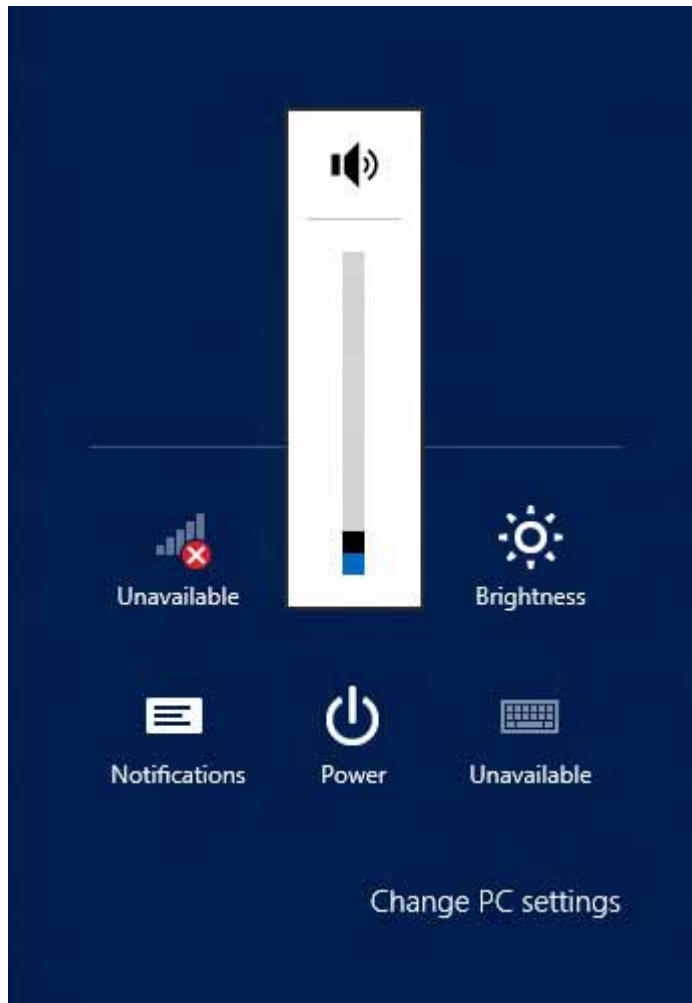 Unavailable
Brightness
Notifications
Power
Unavailable
Change PC settings